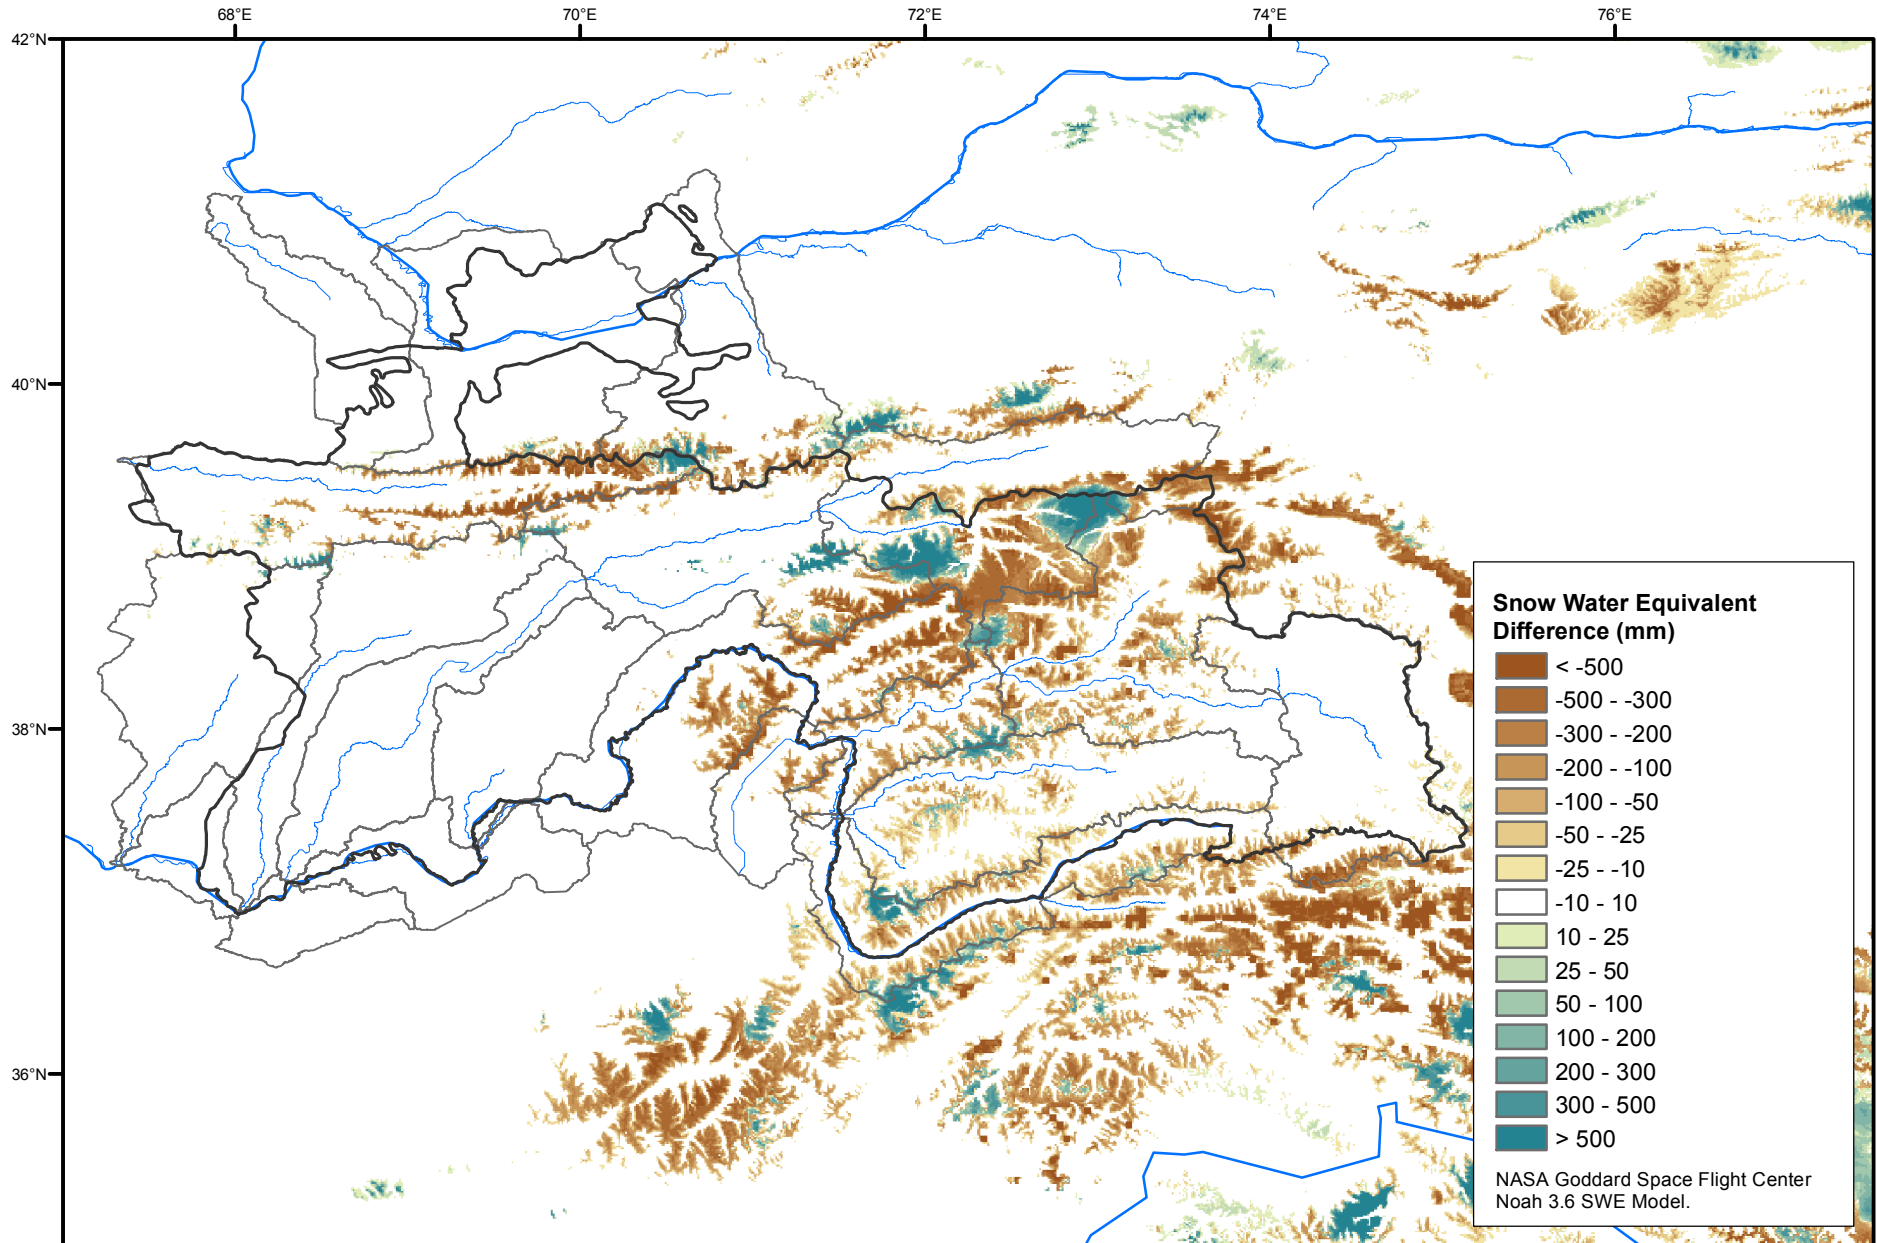 68°E 70°E 72°E 74°E 76°E
42°N
40°N
38°N
36°N
Snow Water Equivalent
Difference (mm)
< -500
-500 - -300
-300 - -200
-200 - -100
-100 - -50
-50 - -25
-25 - -10
-10 - 10
10 - 25
25 - 50
50 - 100
100 - 200
200 - 300
300 - 500
> 500
NASA Goddard Space Flight Center
Noah 3.6 SWE Model.